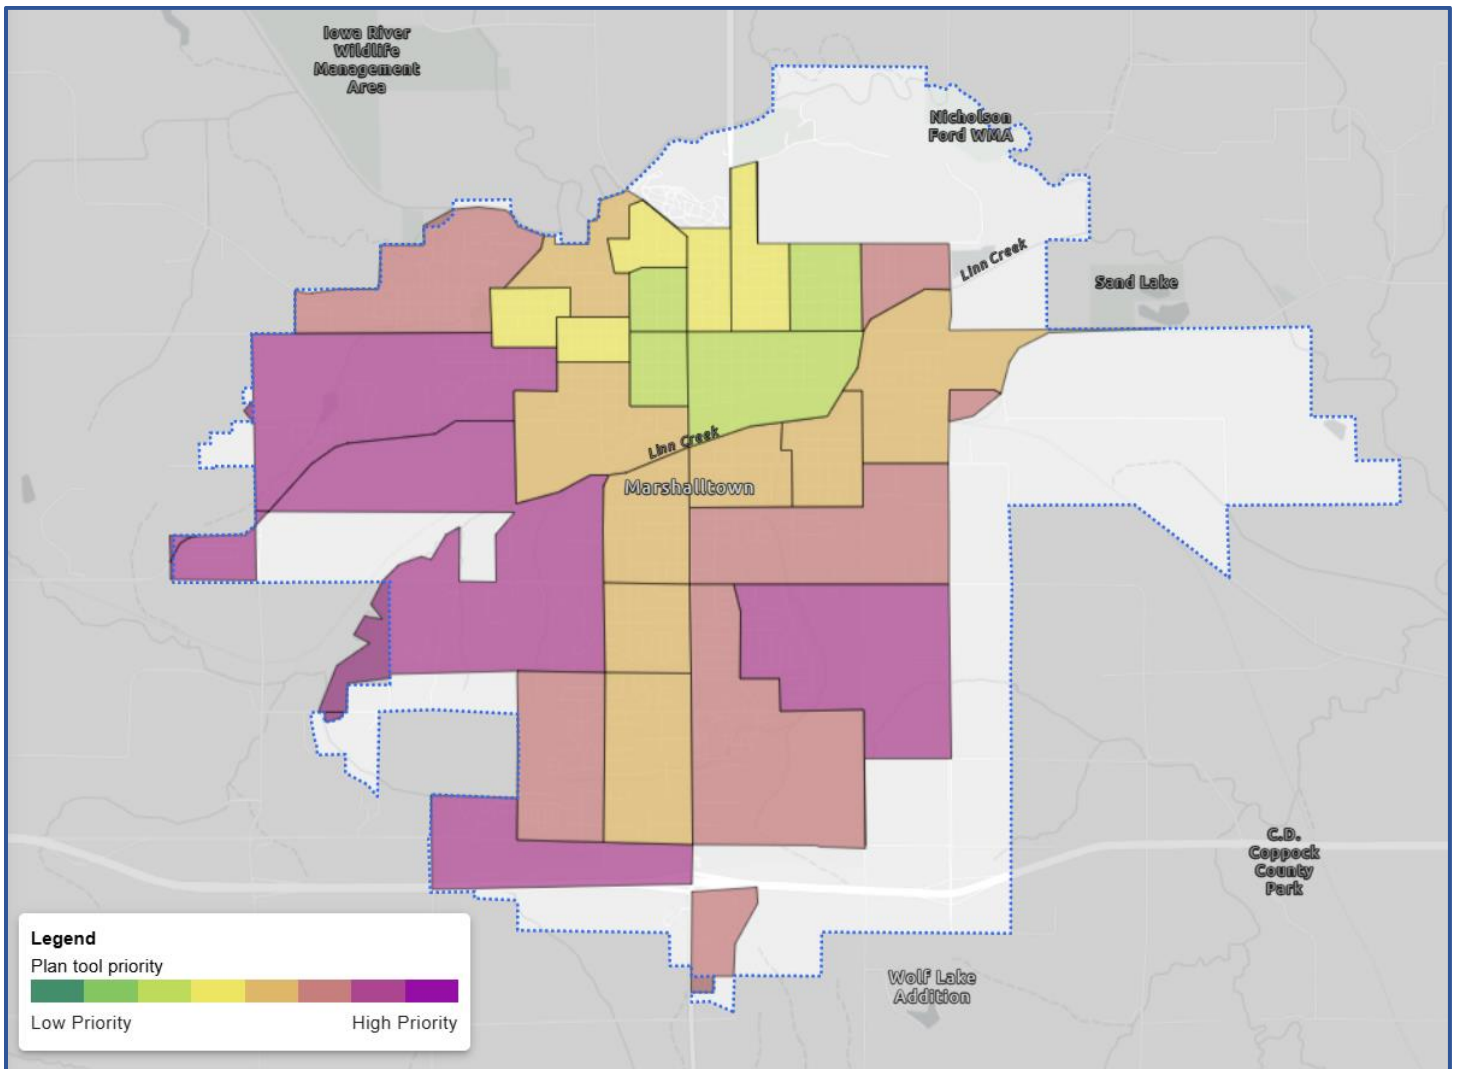 Iowa River
Wildlife
Management
Area
Nicholson
Ford WMA
Linn Creek
Sand Lake
Linn Creek
Marshalltown
C.D.
Coppock
County
Park
Wolf Lake
Addition
Legend
Plan tool priority
Low Priority High Priority